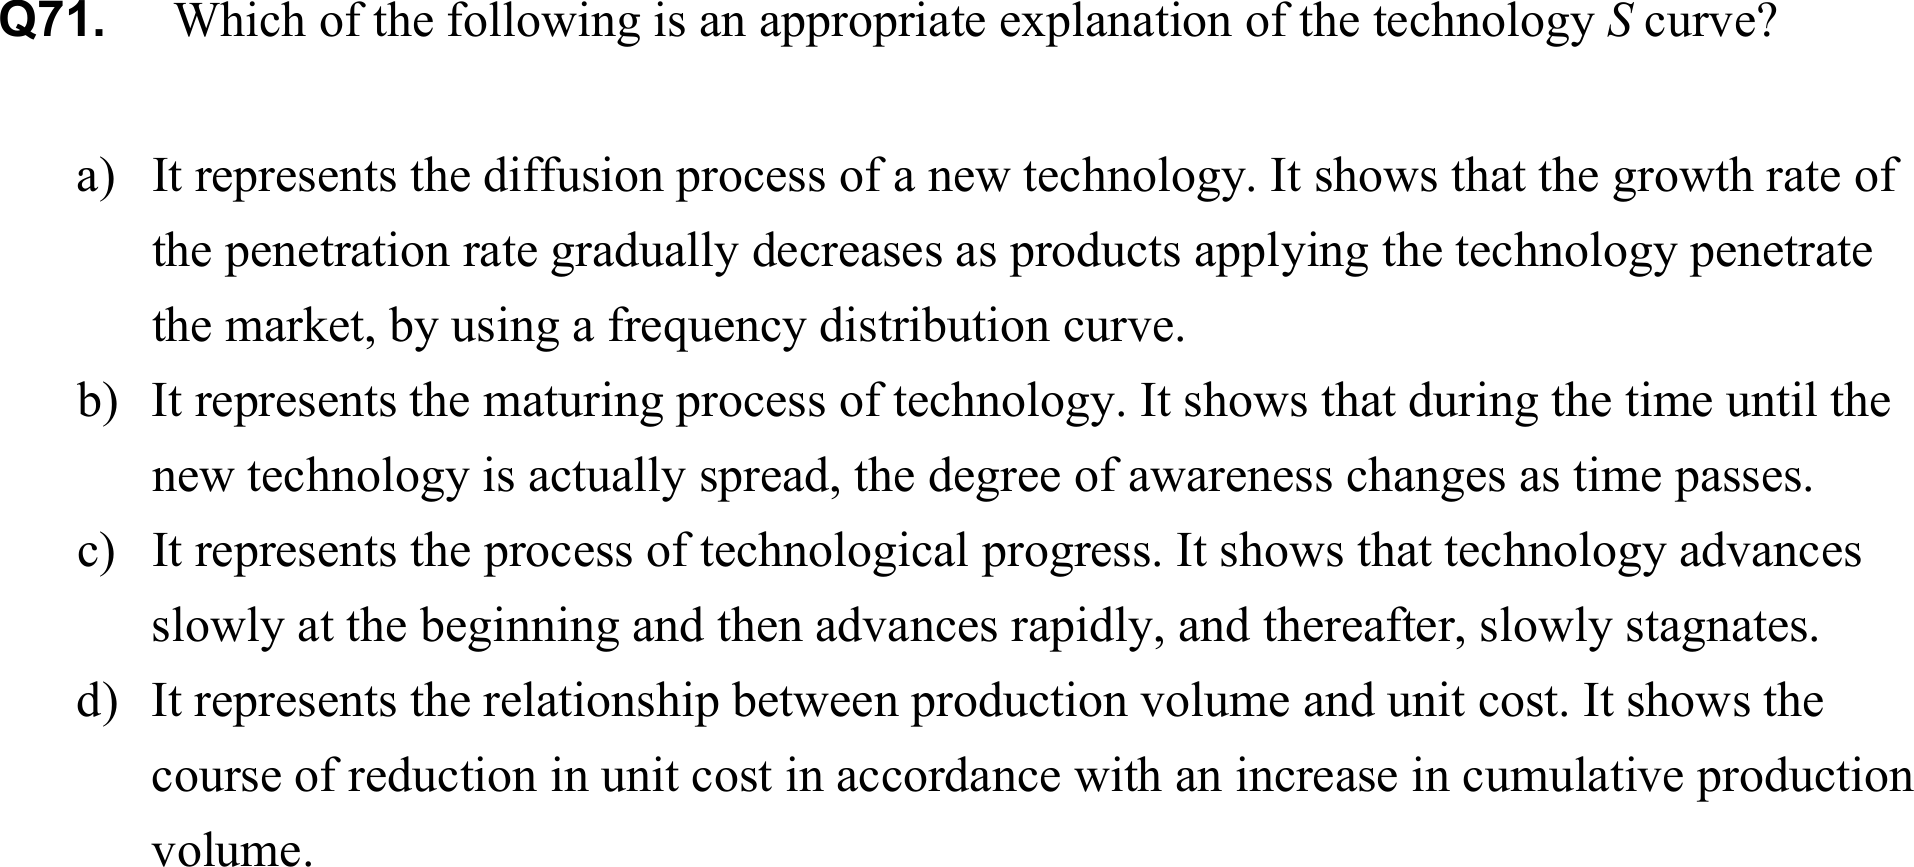 Q71. Which of the following is an appropriate explanation of the technology S curve?
a) It represents the diffusion process of a new technology. It shows that the growth rate of
the penetration rate gradually decreases as products applying the technology penetrate
the market, by using a frequency distribution curve.
b) It represents the maturing process of technology. It shows that during the time until the
new technology is actually spread, the degree of awareness changes as time passes.
c) It represents the process of technological progress. It shows that technology advances
slowly at the beginning and then advances rapidly, and thereafter, slowly stagnates.
d) It represents the relationship between production volume and unit cost. It shows the
course of reduction in unit cost in accordance with an increase in cumulative production
volume.